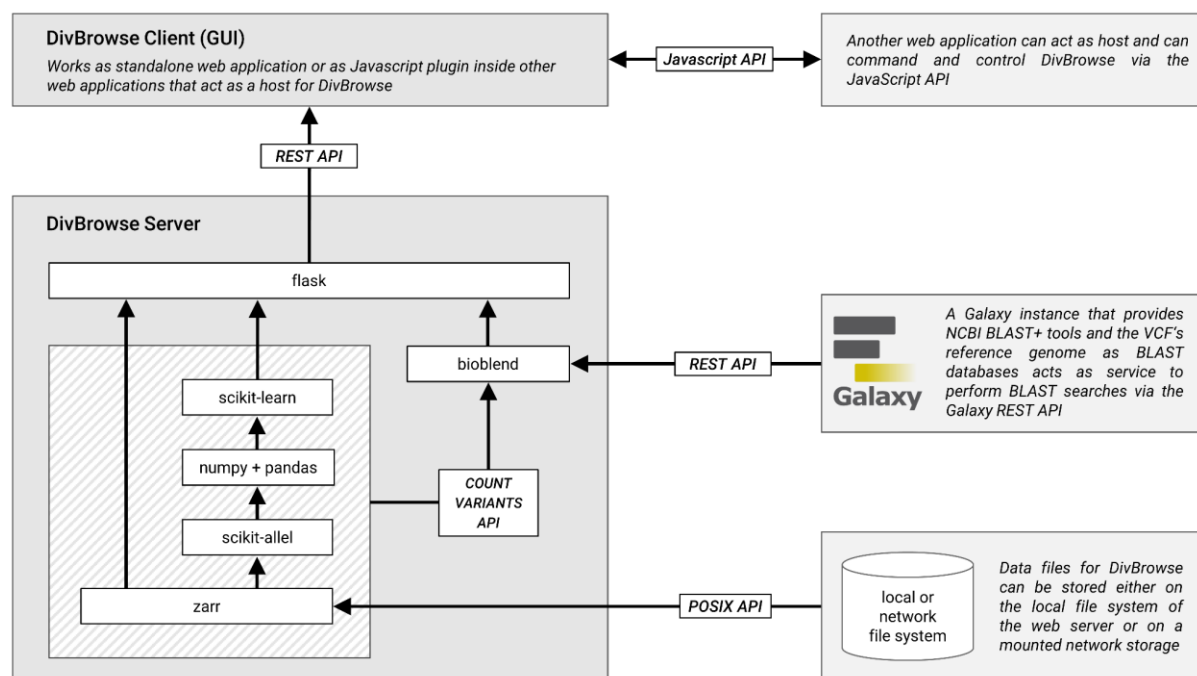 DivBrowse Client (GUI)
Works as standalone web application or as Javascript plugin inside other
web applications that act as a host for DivBrowse
Javascript API
Another web application can act as host and can
command and control DivBrowse via the
JavaScript API
REST API
DivBrowse Server
flask
bioblend
REST API
Galaxy
A Galaxy instance that provides
NCBI BLAST+ tools and the VCF's
reference genome as BLAST
databases acts as service to
perform BLAST searches via the
Galaxy REST API
scikit-learn
numpy + pandas
COUNT
VARIANTS
API
scikit-allel
zarr
POSIX API
local or
network
file system
Data files for DivBrowse
can be stored either on
the local file system of
the web server or on a
mounted network storage